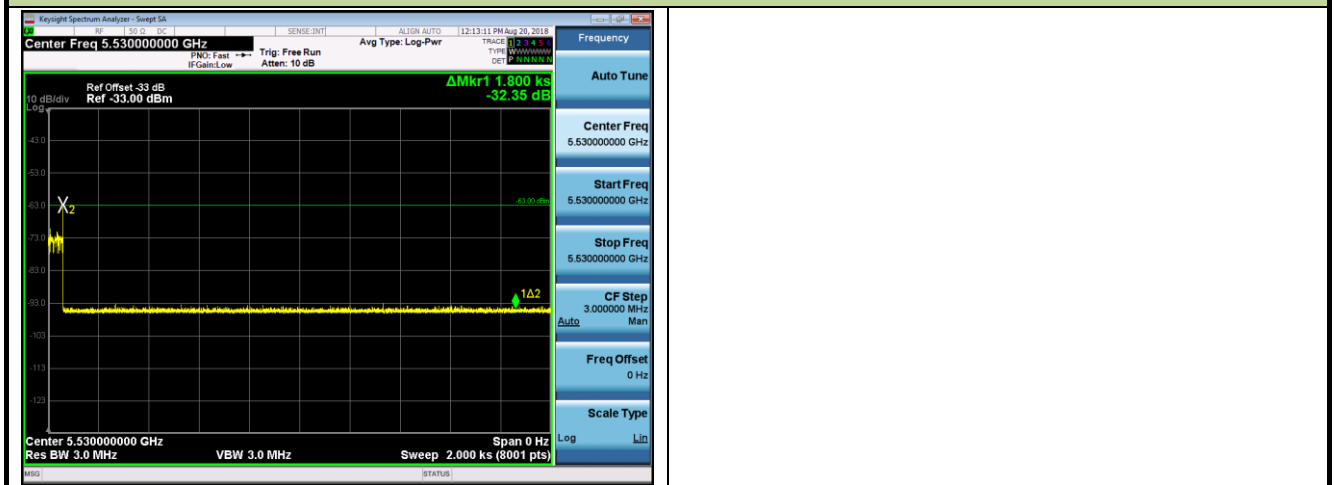 Keysight Spectrum Analyzer - Swept SA
RF 50 Ω DC SENSE:INT ALIGN AUTO 12:13:11 PM Aug 20, 2018
Center Freq 5.530000000 GHz
PNO: Fast
IFGain:Low
Trig: Free Run
Atten: 10 dB
Avg Type: Log-Pwr
TRACE 1 2 3 4 5 6
TYPE WWWWWW
DET P N N N N N
Frequency
Auto Tune
Center Freq
5.530000000 GHz
Start Freq
5.530000000 GHz
Stop Freq
5.530000000 GHz
CF Step
3.000000 MHz
Auto Man
Freq Offset
0 Hz
Scale Type
Log Lin
ΔMkr1 1.800 ks
-32.35 dB
Ref Offset -33 dB
10 dB/div Ref -33.00 dBm
Log
-43.0
-53.0
-63.0
-73.0
-83.0
-93.0
-103
-113
-123
X2
-63.00 dBm
1Δ2
Center 5.530000000 GHz Span 0 Hz
Res BW 3.0 MHz VBW 3.0 MHz Sweep 2.000 ks (8001 pts)
MSG STATUS